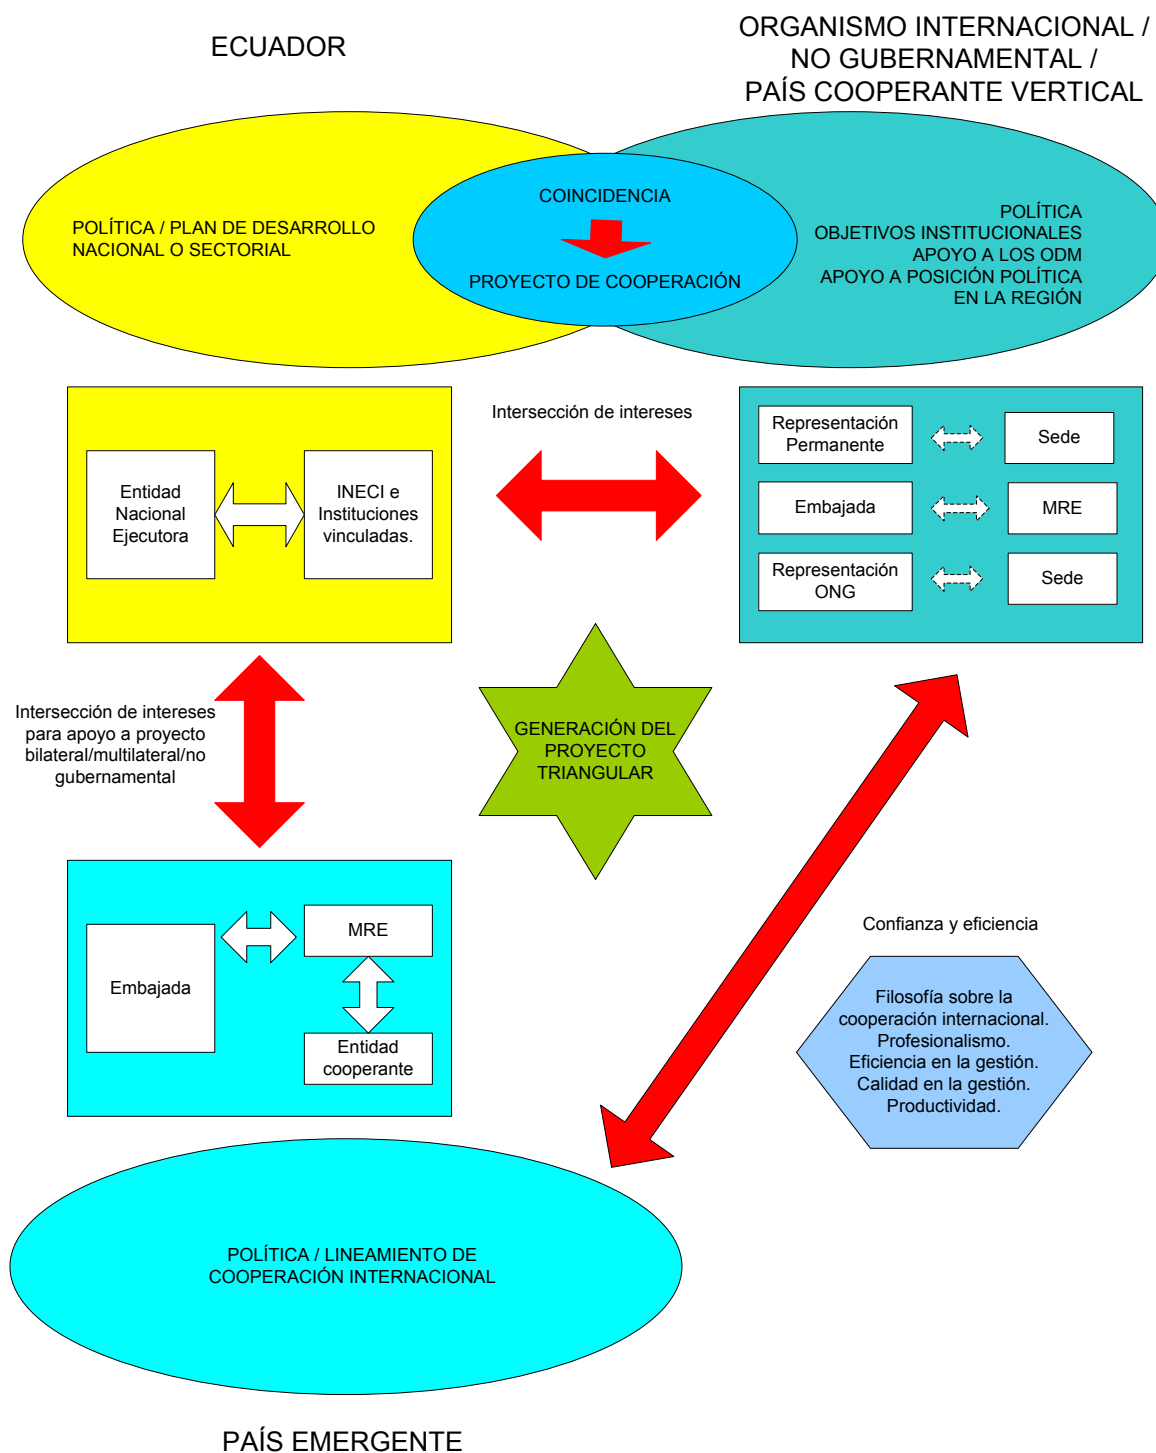 ECUADOR
ORGANISMO INTERNACIONAL /
NO GUBERNAMENTAL /
PAÍS COOPERANTE VERTICAL
POLÍTICA / PLAN DE DESARROLLO
NACIONAL O SECTORIAL
COINCIDENCIA
PROYECTO DE COOPERACIÓN
POLÍTICA
OBJETIVOS INSTITUCIONALES
APOYO A LOS ODM
APOYO A POSICIÓN POLÍTICA
EN LA REGIÓN
Entidad
Nacional
Ejecutora
INECI e
Instituciones
vinculadas.
Intersección de intereses
Representación
Permanente
Sede
Embajada
MRE
Representación
ONG
Sede
Intersección de intereses
para apoyo a proyecto
bilateral/multilateral/no
gubernamental
GENERACIÓN DEL
PROYECTO
TRIANGULAR
Embajada
MRE
Entidad
cooperante
Confianza y eficiencia
Filosofía sobre la
cooperación internacional.
Profesionalismo.
Eficiencia en la gestión.
Calidad en la gestión.
Productividad.
POLÍTICA / LINEAMIENTO DE
COOPERACIÓN INTERNACIONAL
PAÍS EMERGENTE